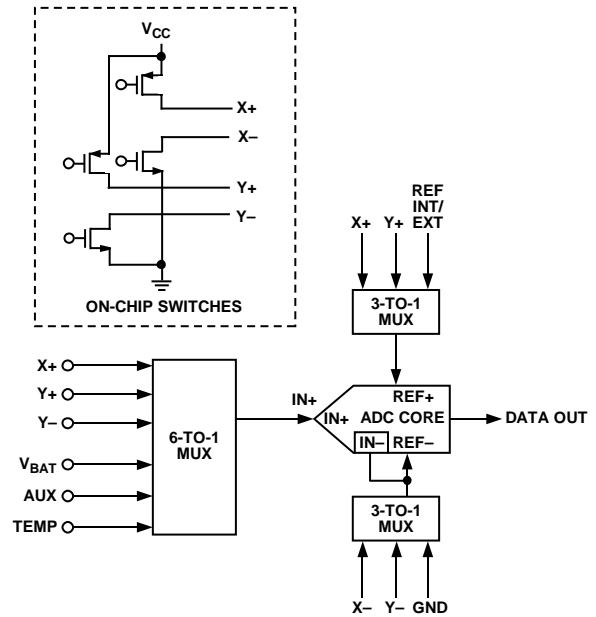 VCC
X+
X–
Y+
Y–
ON-CHIP SWITCHES
X+
Y+
REF
INT/
EXT
3-TO-1
MUX
X+
Y+
Y–
VBAT
AUX
TEMP
6-TO-1
MUX
IN+
IN+
REF+
ADC CORE
IN–
REF–
DATA OUT
3-TO-1
MUX
X–
Y–
GND